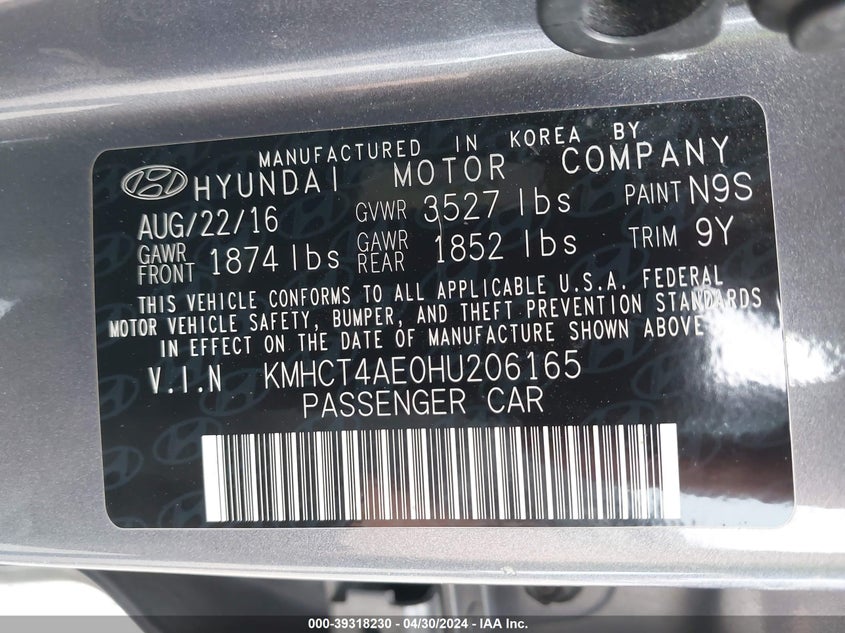 MANUFACTURED IN KOREA BY
HYUNDAI MOTOR COMPANY
AUG/22/16 GVWR 3527 lbs PAINT N9S
GAWR FRONT 1874 lbs GAWR REAR 1852 lbs TRIM 9Y
THIS VEHICLE CONFORMS TO ALL APPLICABLE U.S.A. FEDERAL
MOTOR VEHICLE SAFETY, BUMPER, AND THEFT PREVENTION STANDARDS
IN EFFECT ON THE DATE OF MANUFACTURE SHOWN ABOVE
V.I.N KMHCT4AE0HU206165
PASSENGER CAR
000-39318230 - 04/30/2024 - IAA Inc.